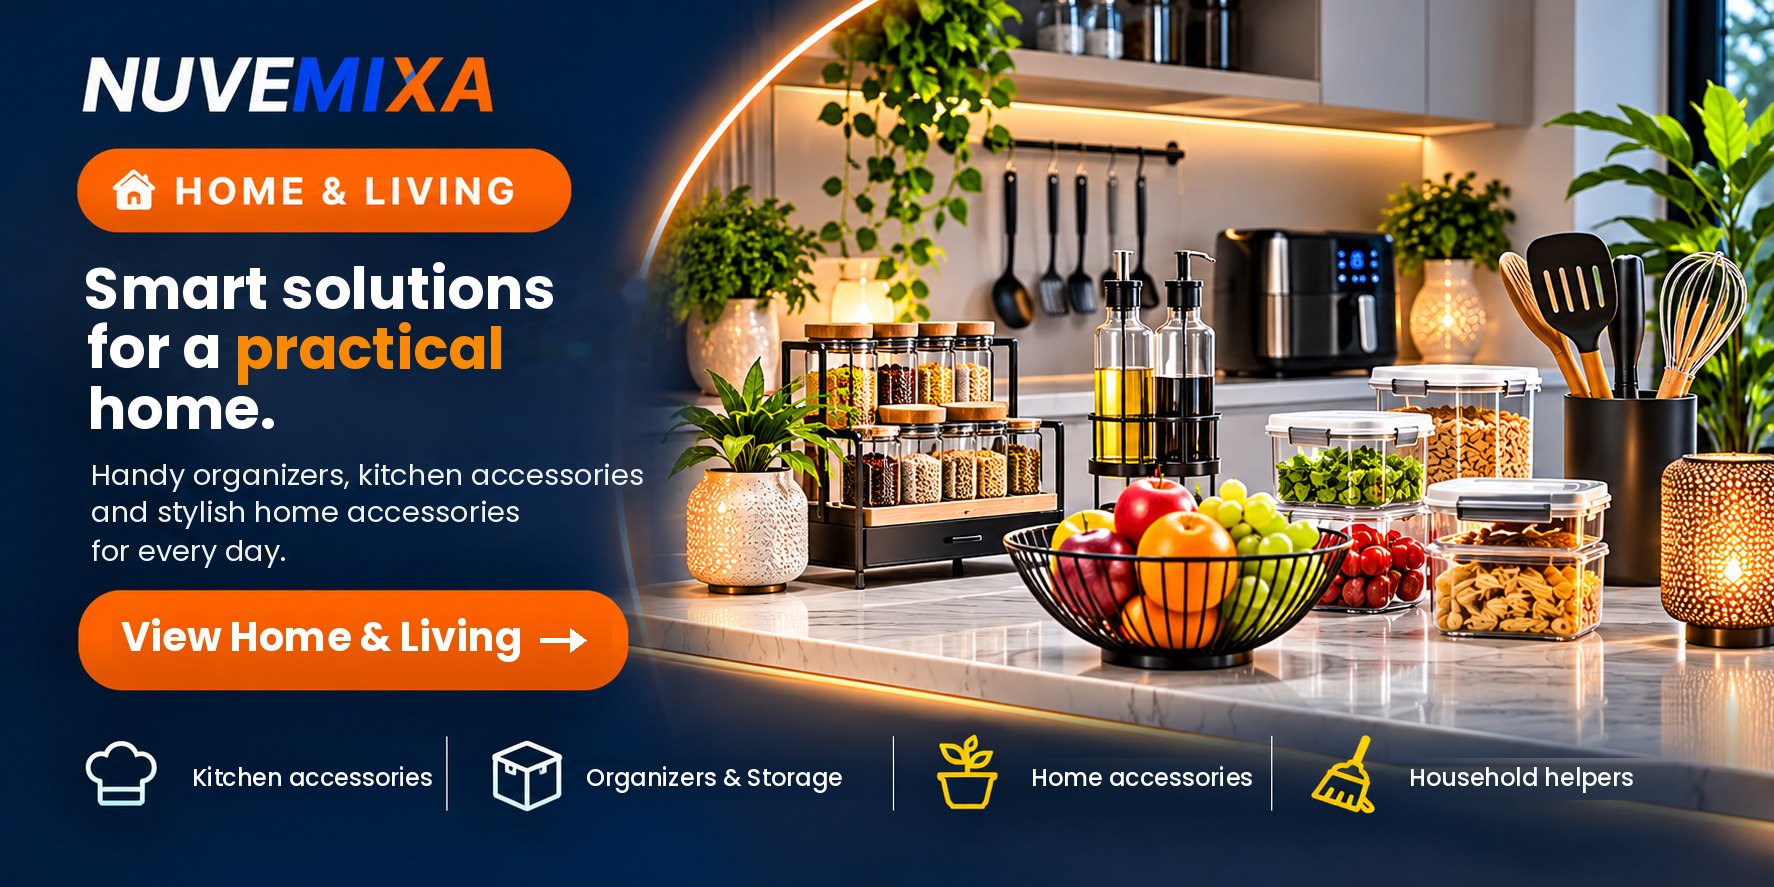 NUVEMIXA
HOME & LIVING
Smart solutions
for a practical
home.
Handy organizers, kitchen accessories
and stylish home accessories
for every day.
View Home & Living
Kitchen accessories
Organizers & Storage
Home accessories
Household helpers